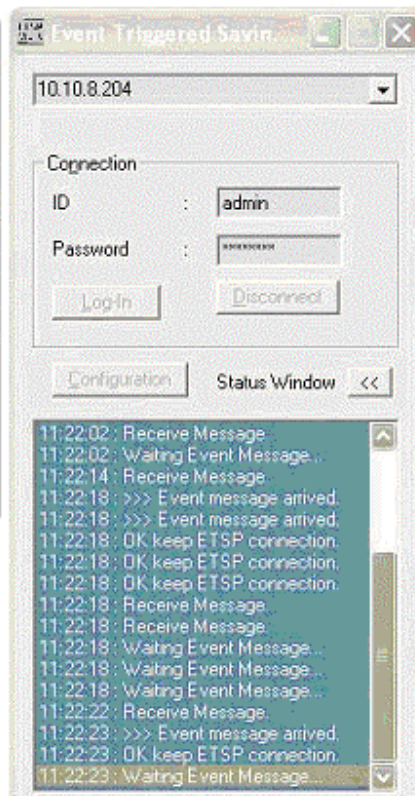 Event Triggered Savin...
10.10.8.204
Connection
ID : admin
Password : ********
Log-In Disconnect
Configuration Status Window <<
11:22:02 : Receive Message.
11:22:02 : Waiting Event Message...
11:22:14 : Receive Message.
11:22:18 : >>> Event message arrived.
11:22:18 : >>> Event message arrived.
11:22:18 : OK keep ETSP connection.
11:22:18 : OK keep ETSP connection.
11:22:18 : OK keep ETSP connection.
11:22:18 : Receive Message.
11:22:18 : Receive Message.
11:22:18 : Waiting Event Message...
11:22:18 : Waiting Event Message...
11:22:18 : Waiting Event Message...
11:22:22 : Receive Message.
11:22:23 : >>> Event message arrived.
11:22:23 : OK keep ETSP connection.
11:22:23 : Waiting Event Message...